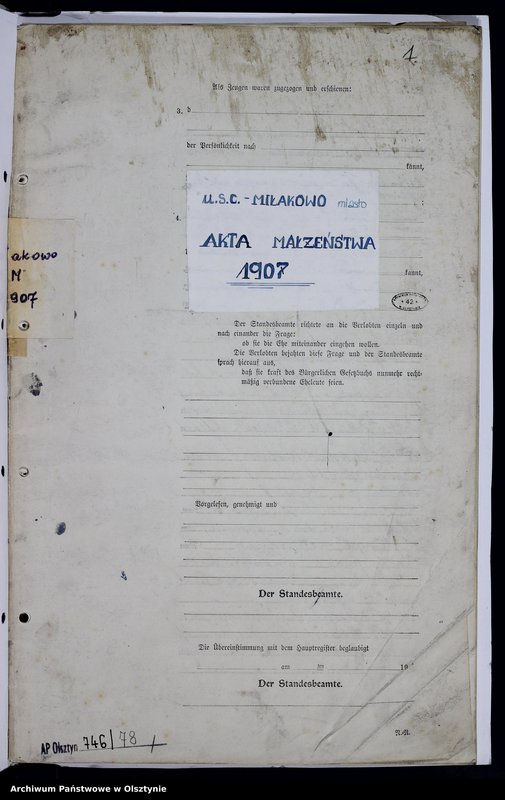 1
Als Zeugen waren zugezogen und erschienen:
3. d
der Persönlichkeit nach
kannt,
U.S.C. - MIŁAKOWO miasto
4.
AKTA MAŁŻEŃSTWA
1907
kannt,
42
akowo
M
907
Der Standesbeamte richtete an die Verlobten einzeln und
nach einander die Frage:
ob sie die Ehe miteinander eingehen wollen.
Die Verlobten bejahten diese Frage und der Standesbeamte
sprach hierauf aus,
daß sie kraft des Bürgerlichen Gesetzbuchs nunmehr recht-
mäßig verbundene Eheleute seien.
Vorgelesen, genehmigt und
Der Standesbeamte.
Die Übereinstimmung mit dem Hauptregister beglaubigt
am ten 19
Der Standesbeamte.
AP Olsztyn 746/78
Archiwum Państwowe w Olsztynie